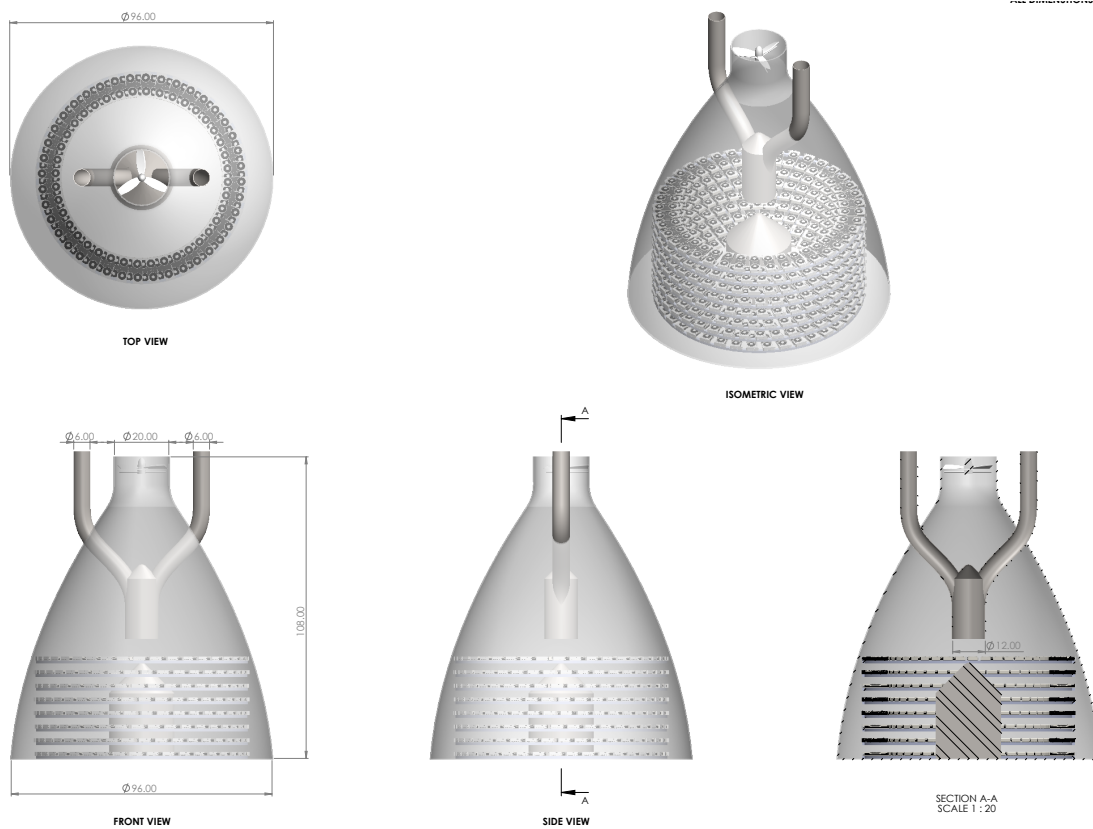 ALL DIMENSIONS
Ø96.00
TOP VIEW
ISOMETRIC VIEW
Ø6.00
Ø20.00
Ø6.00
A
108.00
Ø12.00
Ø96.00
A
FRONT VIEW
SIDE VIEW
SECTION A-A
SCALE 1 : 20